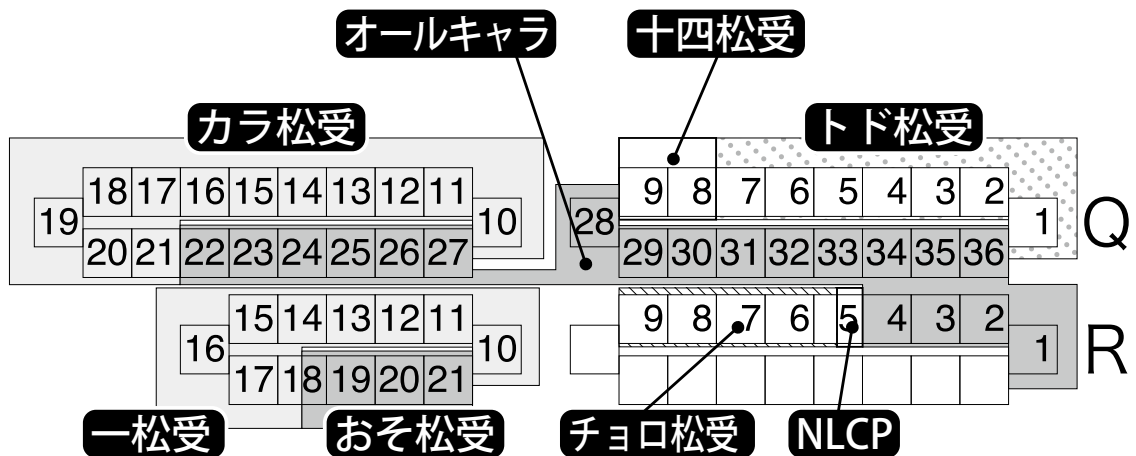 オールキャラ 十四松受
カラ松受 トド松受
18 17 16 15 14 13 12 11 9 8 7 6 5 4 3 2
19 10 28 1 Q
20 21 22 23 24 25 26 27 29 30 31 32 33 34 35 36
15 14 13 12 11 9 8 7 6 5 4 3 2
16 10 1 R
17 18 19 20 21
一松受 おそ松受 チョロ松受 NLCP